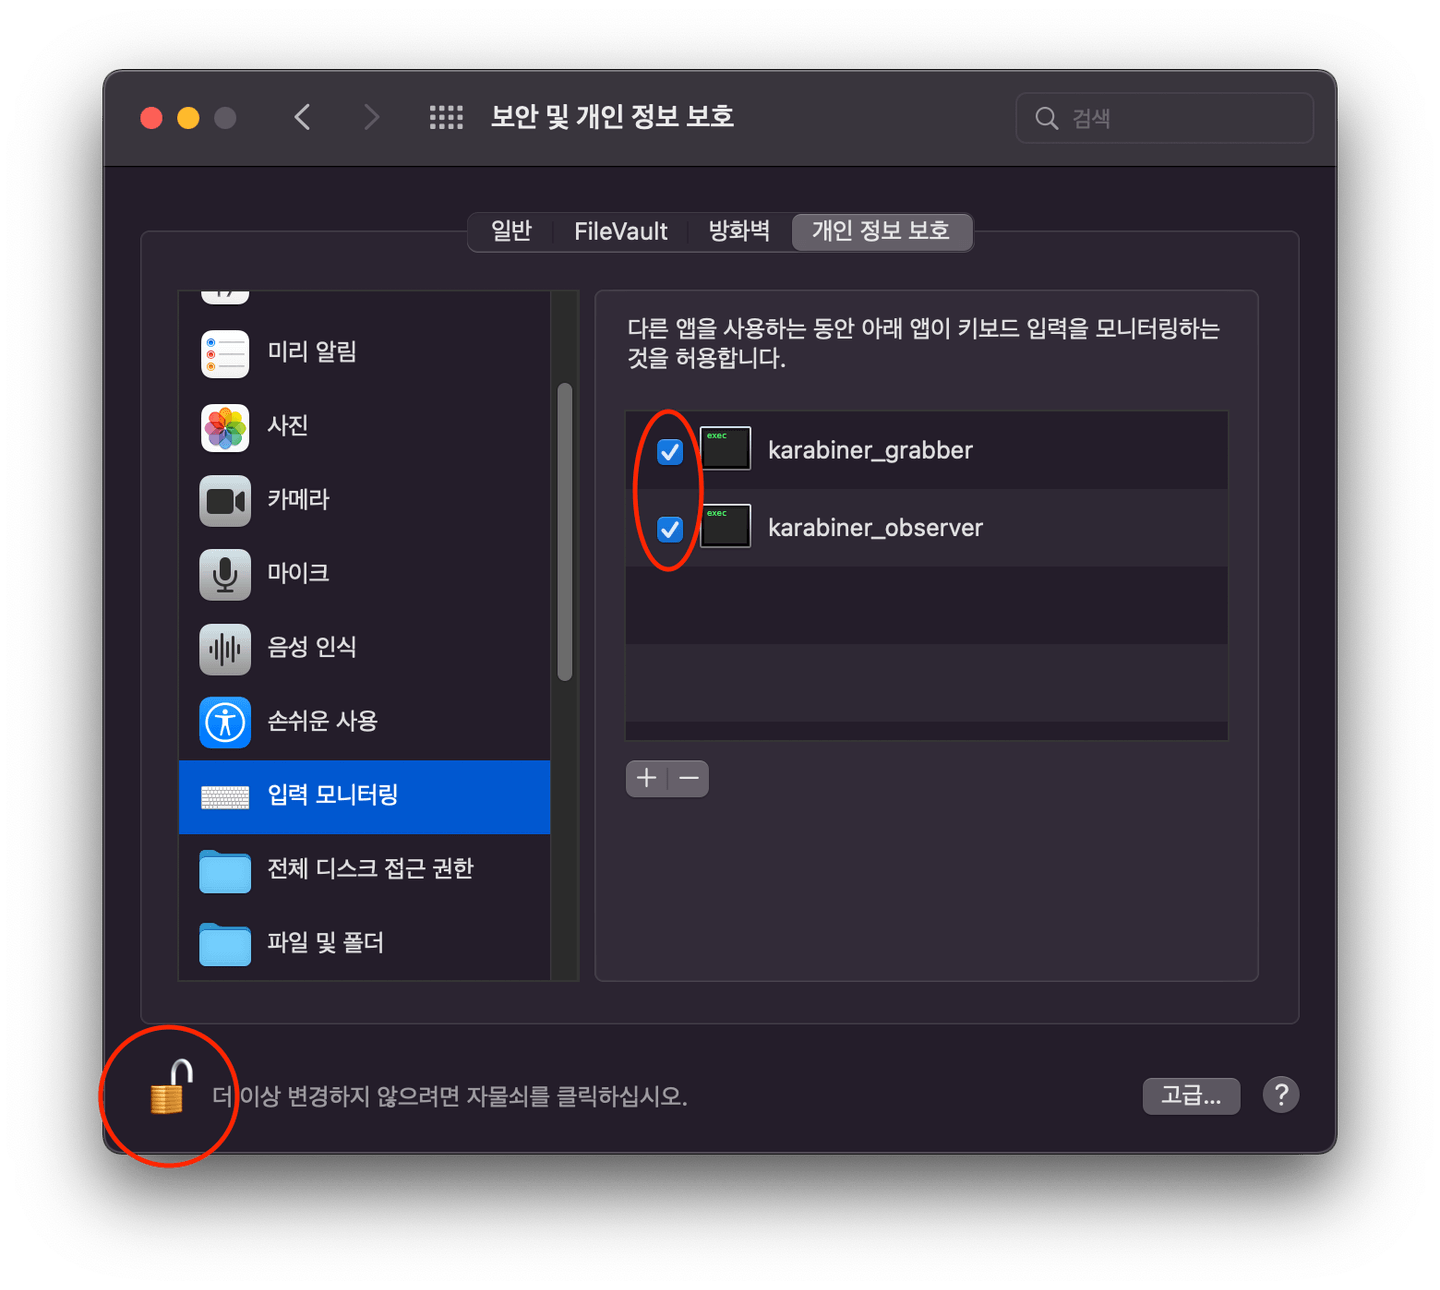 보안 및 개인 정보 보호
검색
일반
FileVault
방화벽
개인 정보 보호
미리 알림
사진
카메라
마이크
음성 인식
손쉬운 사용
입력 모니터링
전체 디스크 접근 권한
파일 및 폴더
다른 앱을 사용하는 동안 아래 앱이 키보드 입력을 모니터링하는
것을 허용합니다.
exec
karabiner_grabber
exec
karabiner_observer
더 이상 변경하지 않으려면 자물쇠를 클릭하십시오.
고급...
?